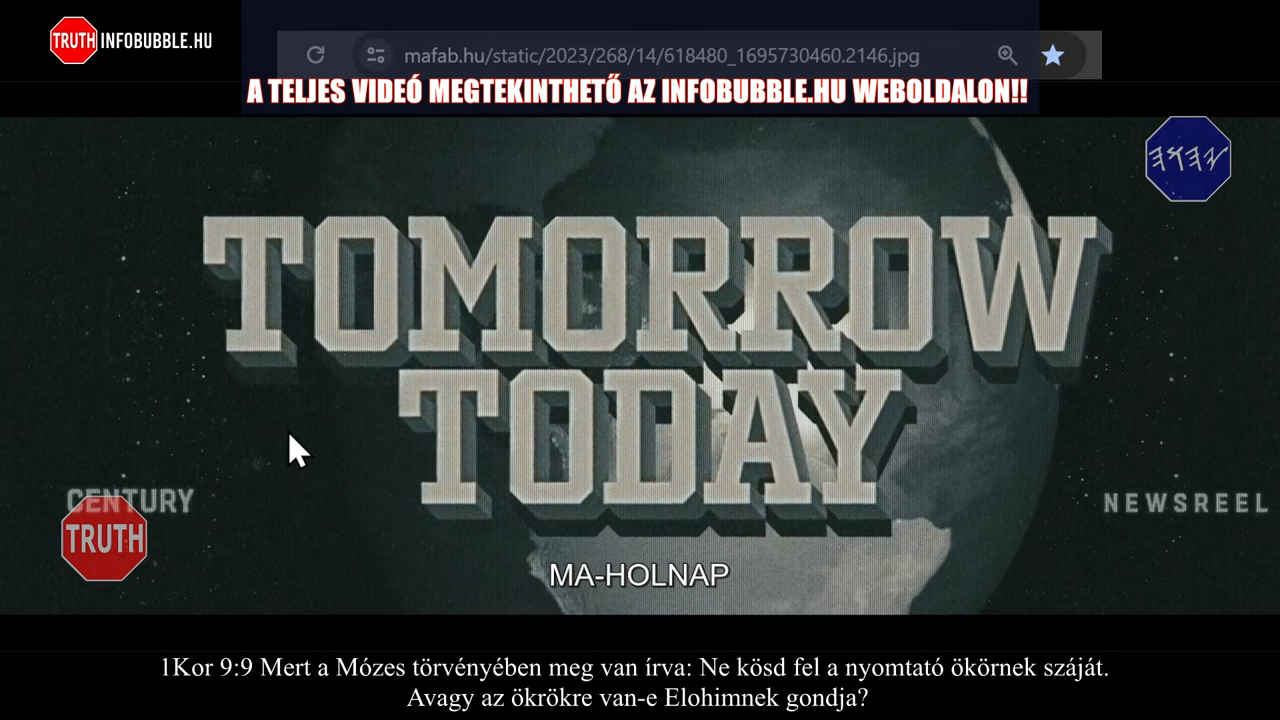 TRUTH INFOBUBBLE.HU
mafab.hu/static/2023/268/14/618480_1695730460.2146.jpg
A TELJES VIDEÓ MEGTEKINTHETŐ AZ INFOBUBBLE.HU WEBOLDALON!!
𐤉𐤄𐤅𐤄
TOMORROW
TODAY
CENTURY
NEWSREEL
TRUTH
MA-HOLNAP
1Kor 9:9 Mert a Mózes törvényében meg van írva: Ne kösd fel a nyomtató ökörnek száját.
Avagy az ökrökre van-e Elohimnek gondja?